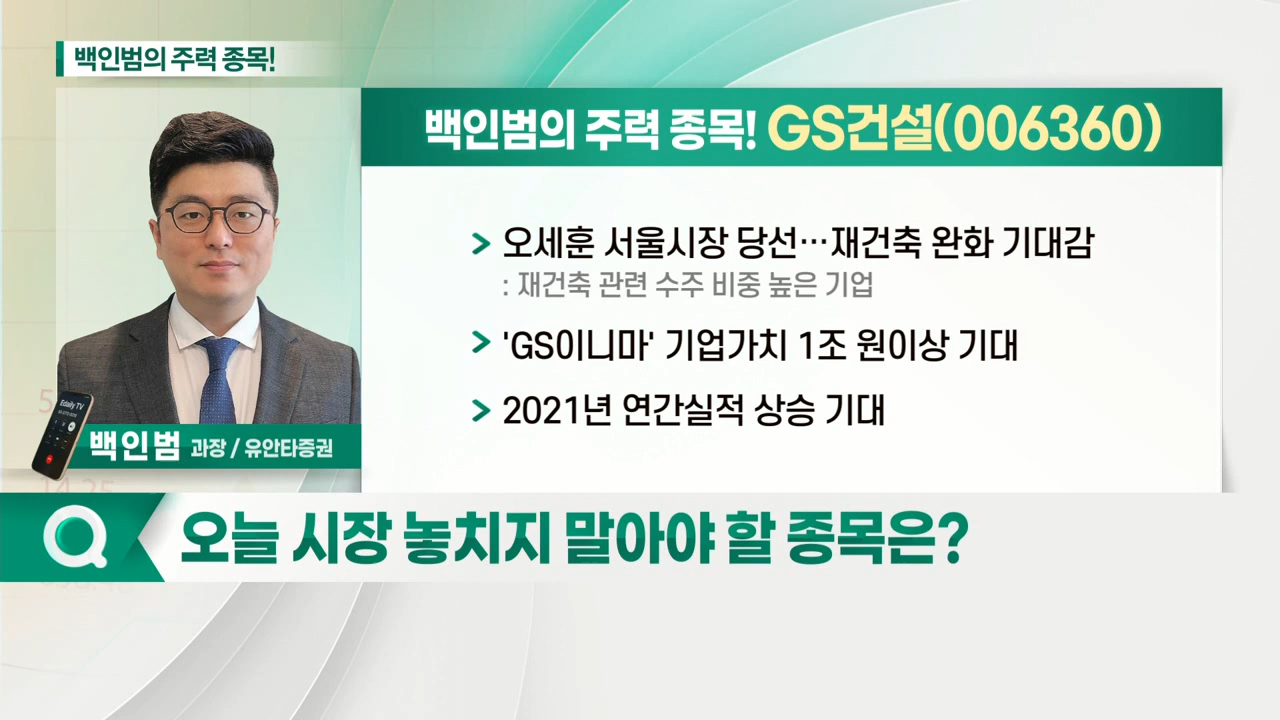 백인범의 주력 종목!
백인범의 주력 종목! GS건설(006360)
> 오세훈 서울시장 당선…재건축 완화 기대감
: 재건축 관련 수주 비중 높은 기업
> 'GS이니마' 기업가치 1조 원이상 기대
> 2021년 연간실적 상승 기대
Edaily TV
백인범 과장 / 유안타증권
Q 오늘 시장 놓치지 말아야 할 종목은?